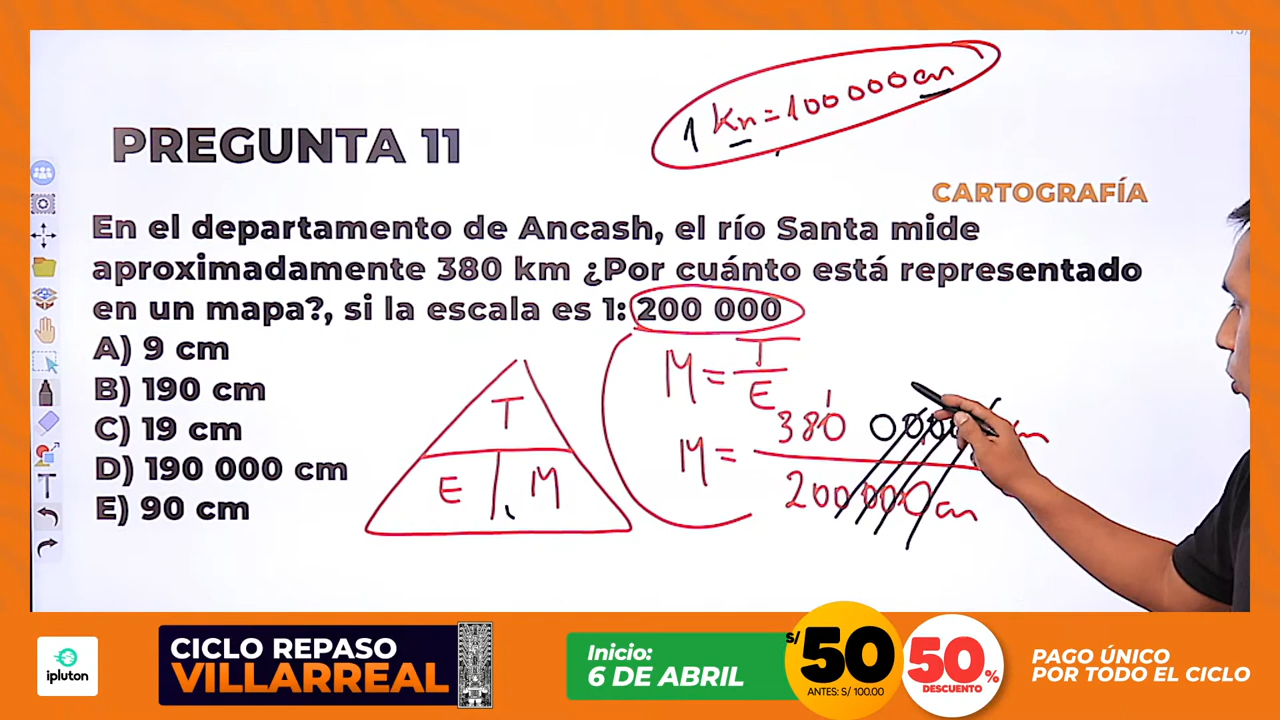 1 Km = 100 000 cm
PREGUNTA 11
CARTOGRAFÍA
En el departamento de Ancash, el río Santa mide
aproximadamente 380 km ¿Por cuánto está representado
en un mapa?, si la escala es 1: 200 000
A) 9 cm
B) 190 cm
C) 19 cm
D) 190 000 cm
E) 90 cm
T
E M
M = T
E
M = 380 00000 cm
200 000 cm
ipluton
CICLO REPASO
VILLARREAL
Inicio:
6 DE ABRIL
S/ 50
ANTES: S/ 100.00
50%
DESCUENTO
PAGO ÚNICO
POR TODO EL CICLO